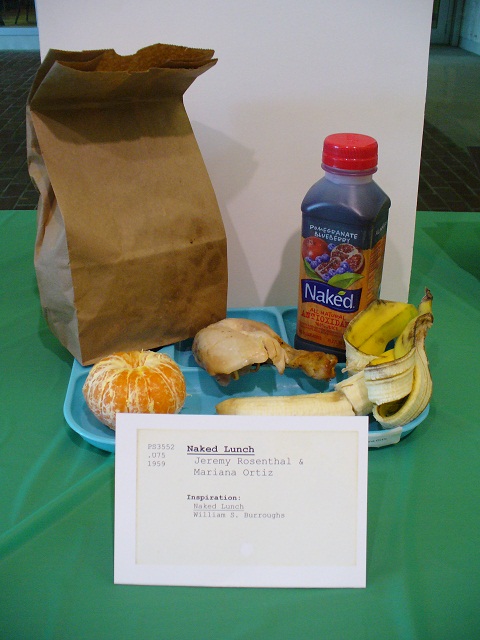 POMEGRANATE
BLUEBERRY
Naked
ALL NATURAL
ANTIOXIDANT
PS3552
.U75
1959
Naked Lunch
Jeremy Rosenthal &
Mariana Ortiz
Inspiration:
Naked Lunch
William S. Burroughs